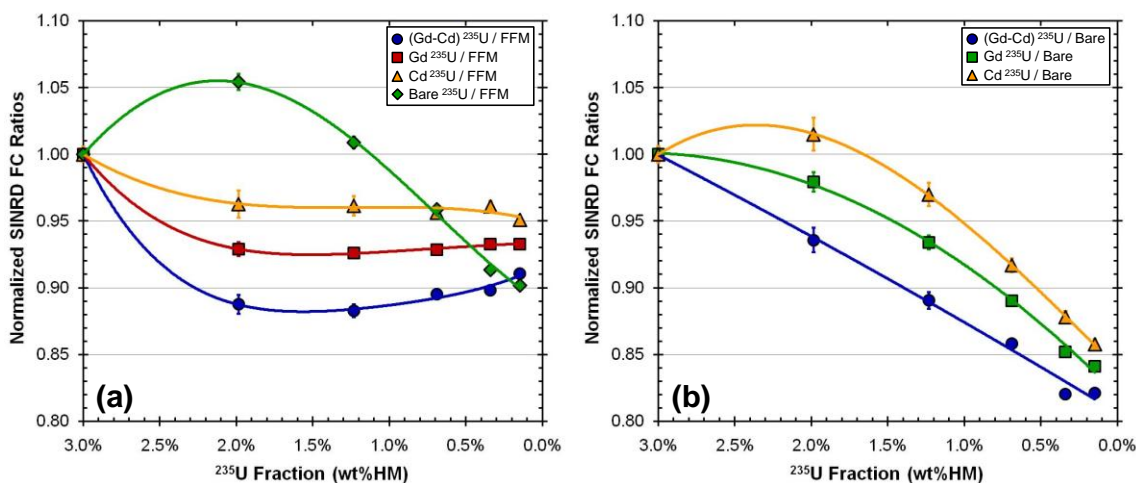 1.10
1.05
1.00
0.95
0.90
0.85
0.80
Normalized SINRD FC Ratios
(Gd-Cd) ²³⁵U / FFM
Gd ²³⁵U / FFM
Cd ²³⁵U / FFM
Bare ²³⁵U / FFM
(a)
3.0% 2.5% 2.0% 1.5% 1.0% 0.5% 0.0%
²³⁵U Fraction (wt%HM)
1.10
1.05
1.00
0.95
0.90
0.85
0.80
Normalized SINRD FC Ratios
(Gd-Cd) ²³⁵U / Bare
Gd ²³⁵U / Bare
Cd ²³⁵U / Bare
(b)
3.0% 2.5% 2.0% 1.5% 1.0% 0.5% 0.0%
²³⁵U Fraction (wt%HM)